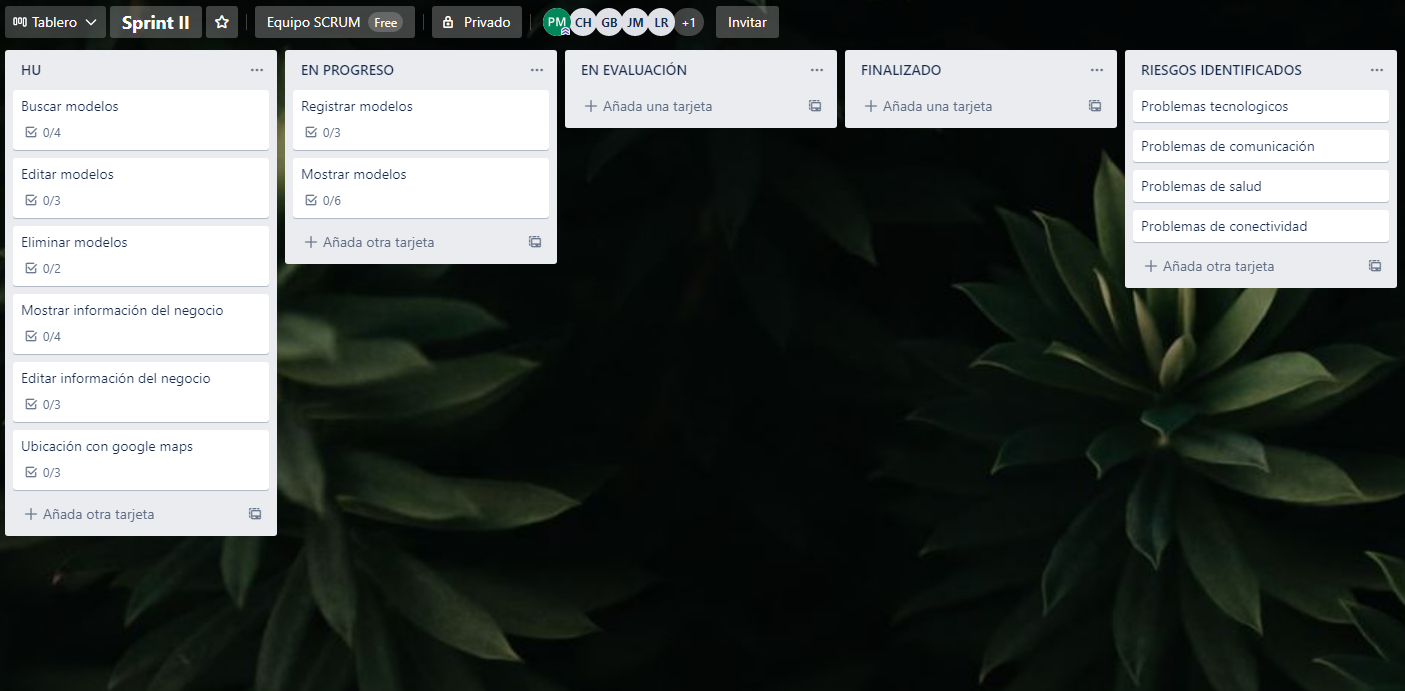 Tablero
Sprint II
Equipo SCRUM Free
Privado
PM CH GB JM LR +1
Invitar
HU
Buscar modelos
0/4
Editar modelos
0/3
Eliminar modelos
0/2
Mostrar información del negocio
0/4
Editar información del negocio
0/3
Ubicación con google maps
0/3
Añada otra tarjeta
EN PROGRESO
Registrar modelos
0/3
Mostrar modelos
0/6
Añada otra tarjeta
EN EVALUACIÓN
Añada una tarjeta
FINALIZADO
Añada una tarjeta
RIESGOS IDENTIFICADOS
Problemas tecnologicos
Problemas de comunicación
Problemas de salud
Problemas de conectividad
Añada otra tarjeta